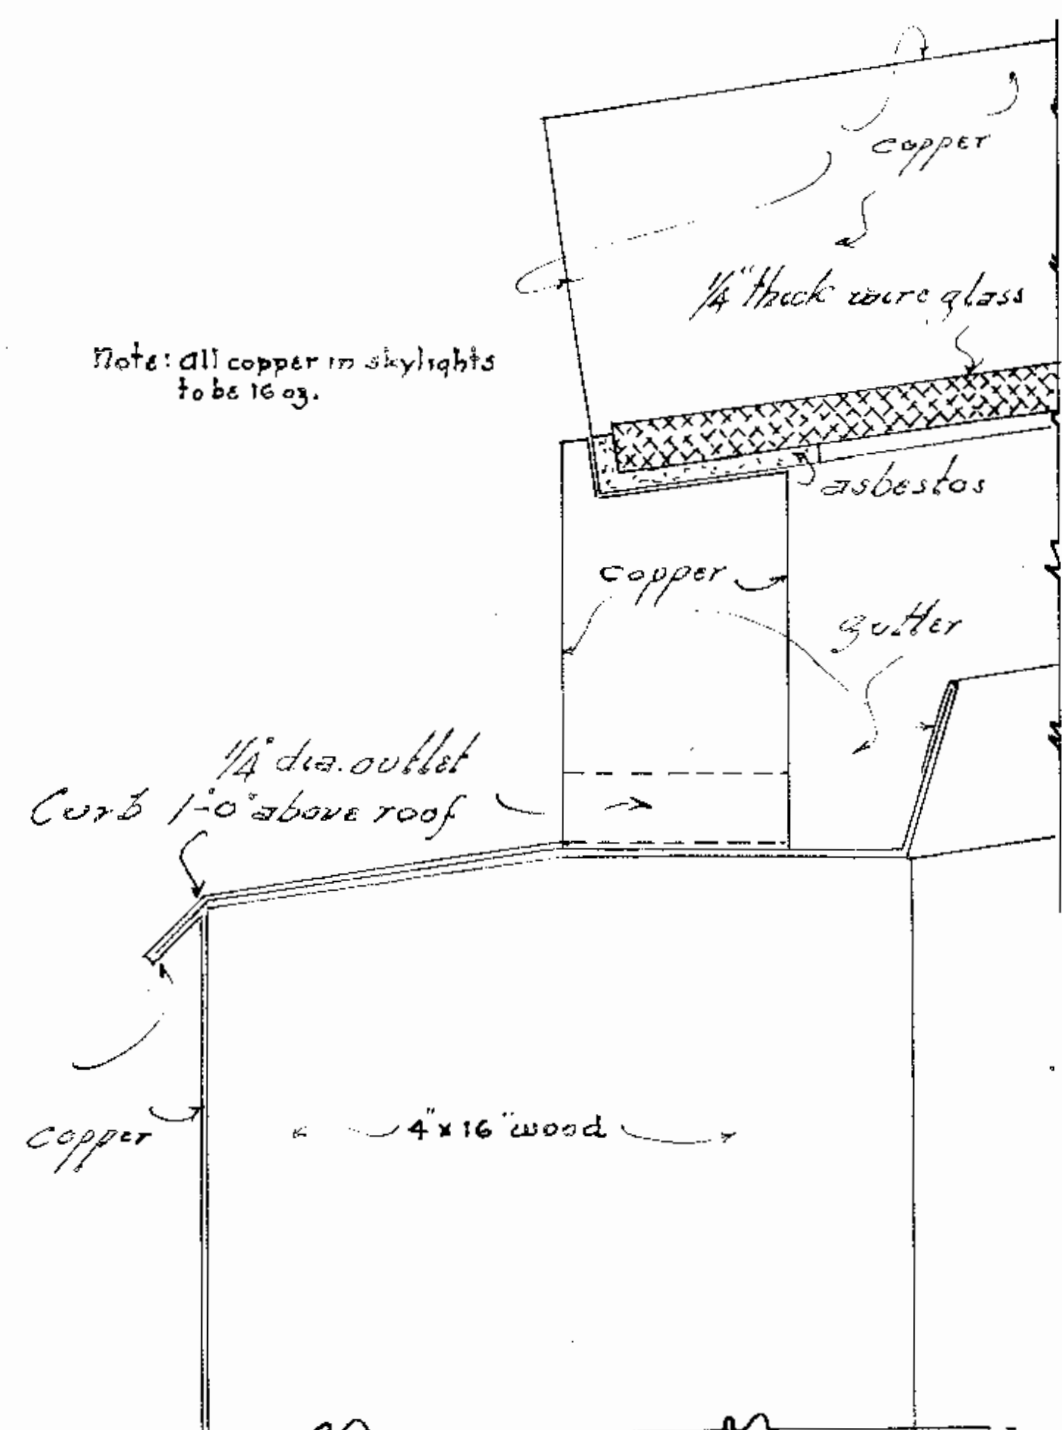 copper
1/4" thick wire glass
Note: all copper in skylights
to be 16 oz.
asbestos
copper
gutter
1/4" dia. outlet
Curb 1'-0" above roof
copper
4" x 16" wood